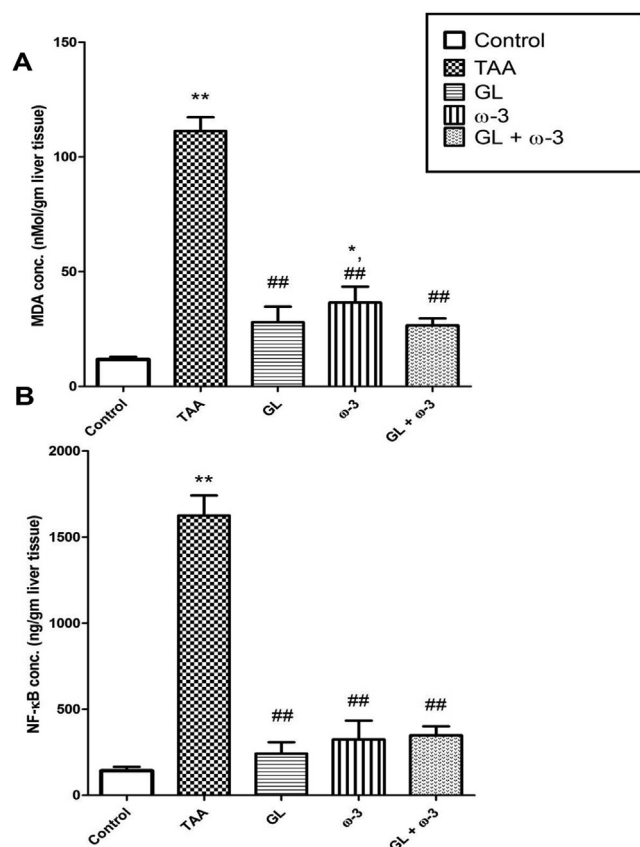 A
MDA conc. (nMol/gm liver tissue)
150
100
50
0
**
##
*,
##
##
Control
TAA
GL
ω-3
GL + ω-3
Control
TAA
GL
ω-3
GL + ω-3
B
NF-κB conc. (ng/gm liver tissue)
2000
1500
1000
500
0
**
##
##
##
Control
TAA
GL
ω-3
GL + ω-3